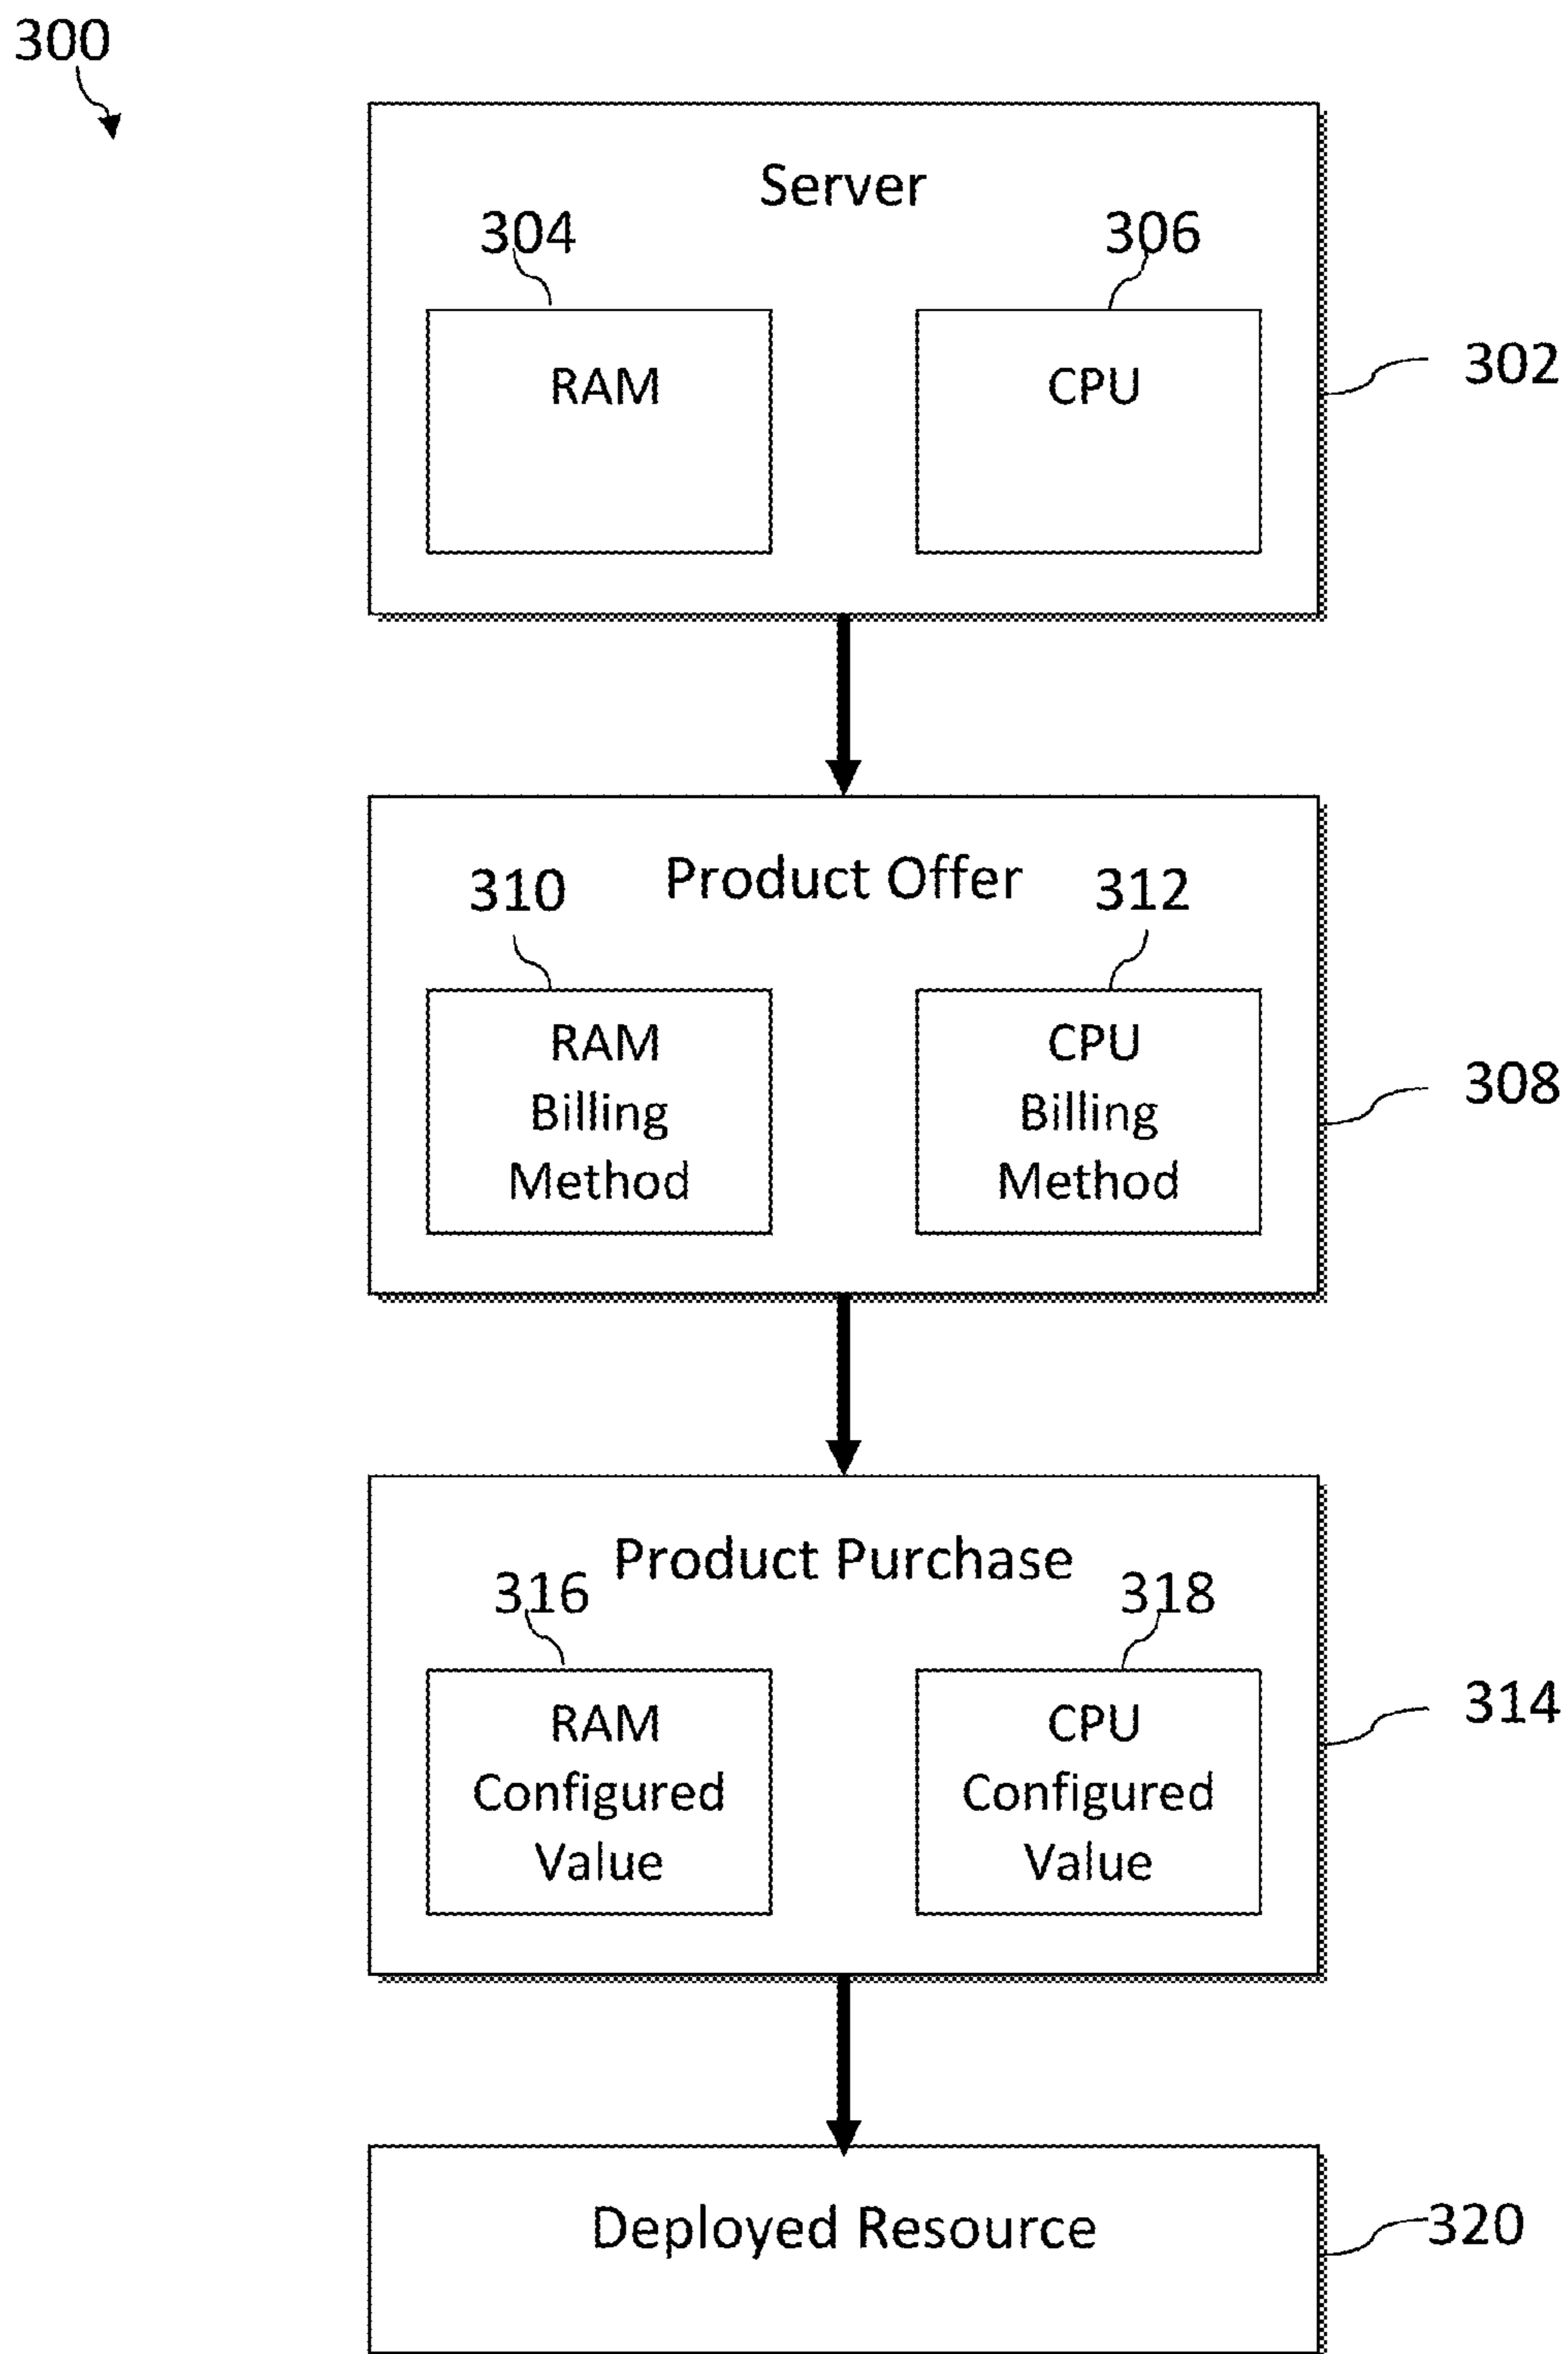 300
Server
304
306
RAM
CPU
302
Product Offer
310
312
RAM
Billing
Method
CPU
Billing
Method
308
Product Purchase
316
318
RAM
Configured
Value
CPU
Configured
Value
314
Deployed Resource
320